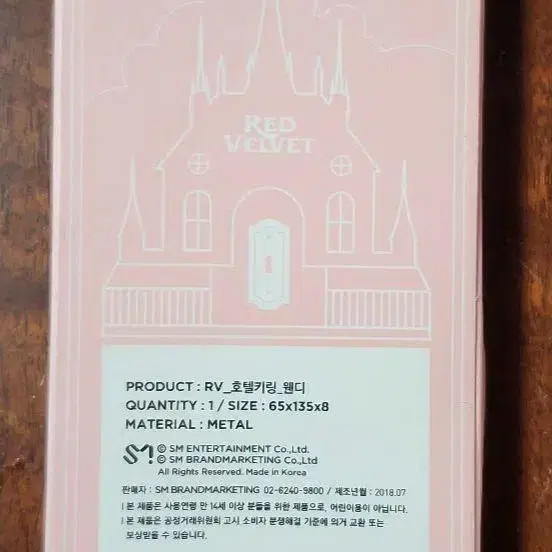 RED
VELVET
PRODUCT : RV_호텔키링_웬디
QUANTITY : 1 / SIZE : 65x135x8
MATERIAL : METAL
SM
© SM ENTERTAINMENT Co.,Ltd.
© SM BRANDMARKETING Co.,Ltd
All Rights Reserved. Made in Korea
판매자 : SM BRANDMARKETING 02-6240-9800 / 제조년월 : 2018.07
| 본 제품은 사용연령 만 14세 이상 분들을 위한 제품으로, 어린이용이 아닙니다.
| 본 제품은 공정거래위원회 고시 소비자 분쟁해결 기준에 의거 교환 또는
보상받을 수 있습니다.